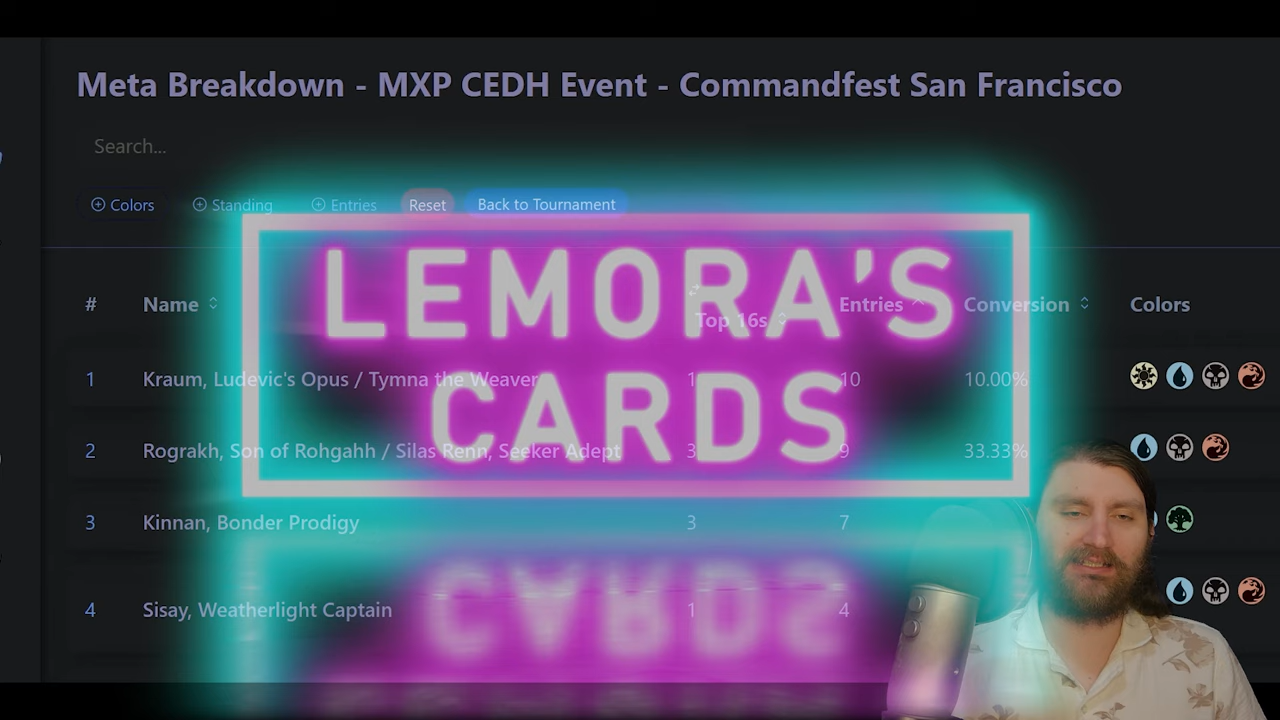 Meta Breakdown - MXP CEDH Event - Commandfest San Francisco
Search...
Colors Standing Entries Reset Back to Tournament
LEMORA'S
CARDS
# Name Top 16s Entries Conversion Colors
1 Kraum, Ludevic's Opus / Tymna the Weaver 1 10 10.00%
2 Rograkh, Son of Rohgahh / Silas Renn, Seeker Adept 3 9 33.33%
3 Kinnan, Bonder Prodigy 3 7
4 Sisay, Weatherlight Captain 1 4
CARDS